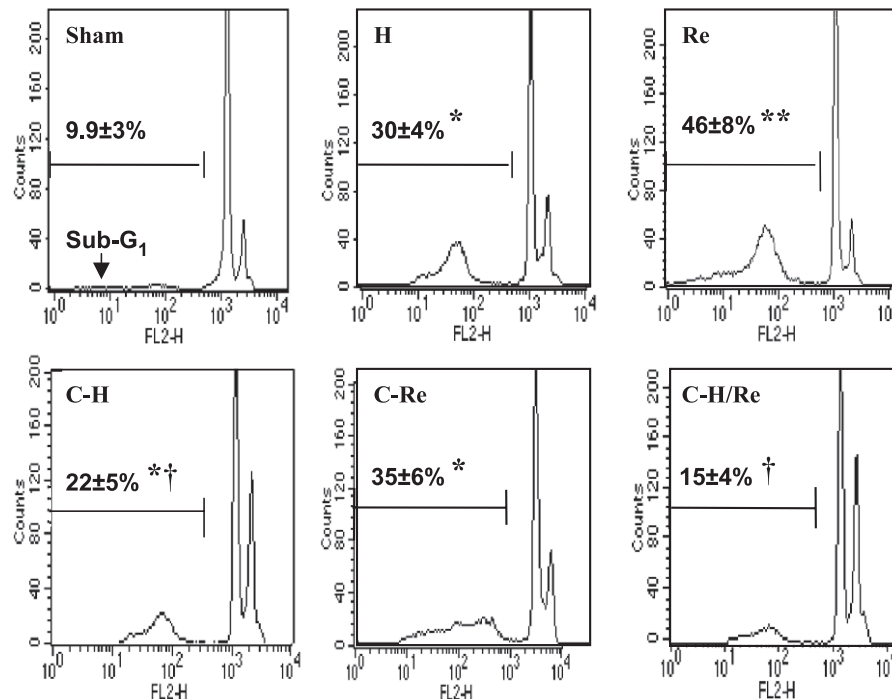 Sham
9.9±3%
Sub-G1
Counts
0 40 80 120 160 200
10^0 10^1 10^2 10^3 10^4
FL2-H
H
30±4% *
Counts
0 40 80 120 160 200
10^0 10^1 10^2 10^3 10^4
FL2-H
Re
46±8% **
Counts
0 40 80 120 160 200
10^0 10^1 10^2 10^3 10^4
FL2-H
C-H
22±5% *†
Counts
0 40 80 120 160 200
10^0 10^1 10^2 10^3 10^4
FL2-H
C-Re
35±6% *
Counts
0 40 80 120 160 200
10^0 10^1 10^2 10^3 10^4
FL2-H
C-H/Re
15±4% †
Counts
0 40 80 120 160 200
10^0 10^1 10^2 10^3
FL2-H